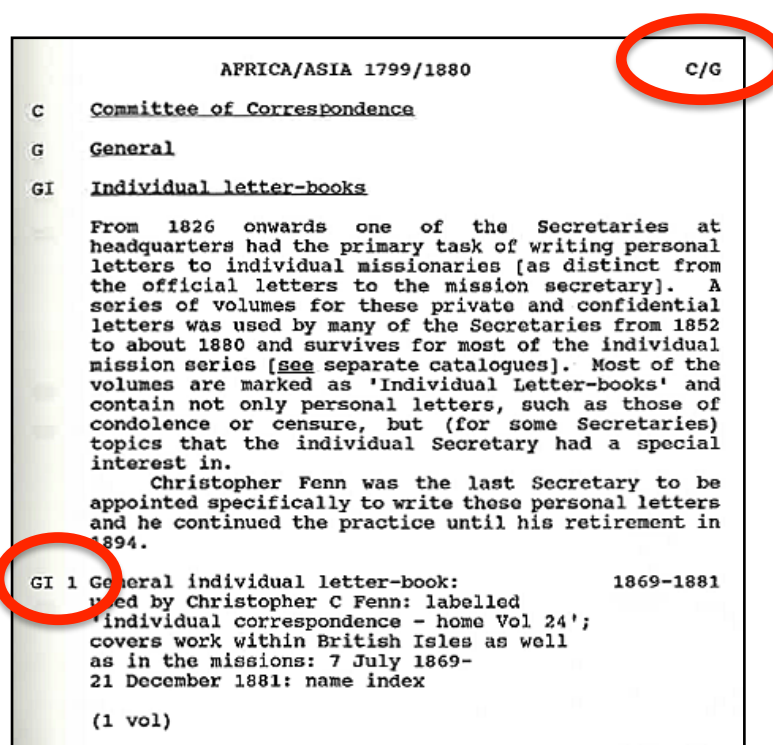 AFRICA/ASIA 1799/1880 C/G
C Committee of Correspondence
G General
GI Individual letter-books
From 1826 onwards one of the Secretaries at
headquarters had the primary task of writing personal
letters to individual missionaries [as distinct from
the official letters to the mission secretary]. A
series of volumes for these private and confidential
letters was used by many of the Secretaries from 1852
to about 1880 and survives for most of the individual
mission series [see separate catalogues]. Most of the
volumes are marked as 'Individual Letter-books' and
contain not only personal letters, such as those of
condolence or censure, but (for some Secretaries)
topics that the individual Secretary had a special
interest in.
Christopher Fenn was the last Secretary to be
appointed specifically to write these personal letters
and he continued the practice until his retirement in
1894.
GI 1 General individual letter-book: 1869-1881
used by Christopher C Fenn: labelled
'individual correspondence - home Vol 24';
covers work within British Isles as well
as in the missions: 7 July 1869-
21 December 1881: name index
(1 vol)